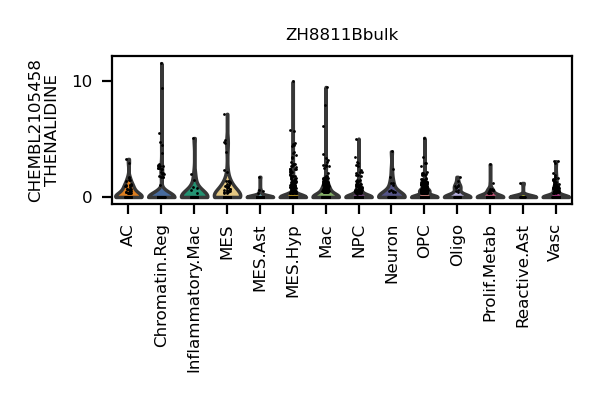 ZH8811Bbulk
CHEMBL2105458
THENALIDINE
10
0
AC
Chromatin.Reg
Inflammatory.Mac
MES
MES.Ast
MES.Hyp
Mac
NPC
Neuron
OPC
Oligo
Prolif.Metab
Reactive.Ast
Vasc